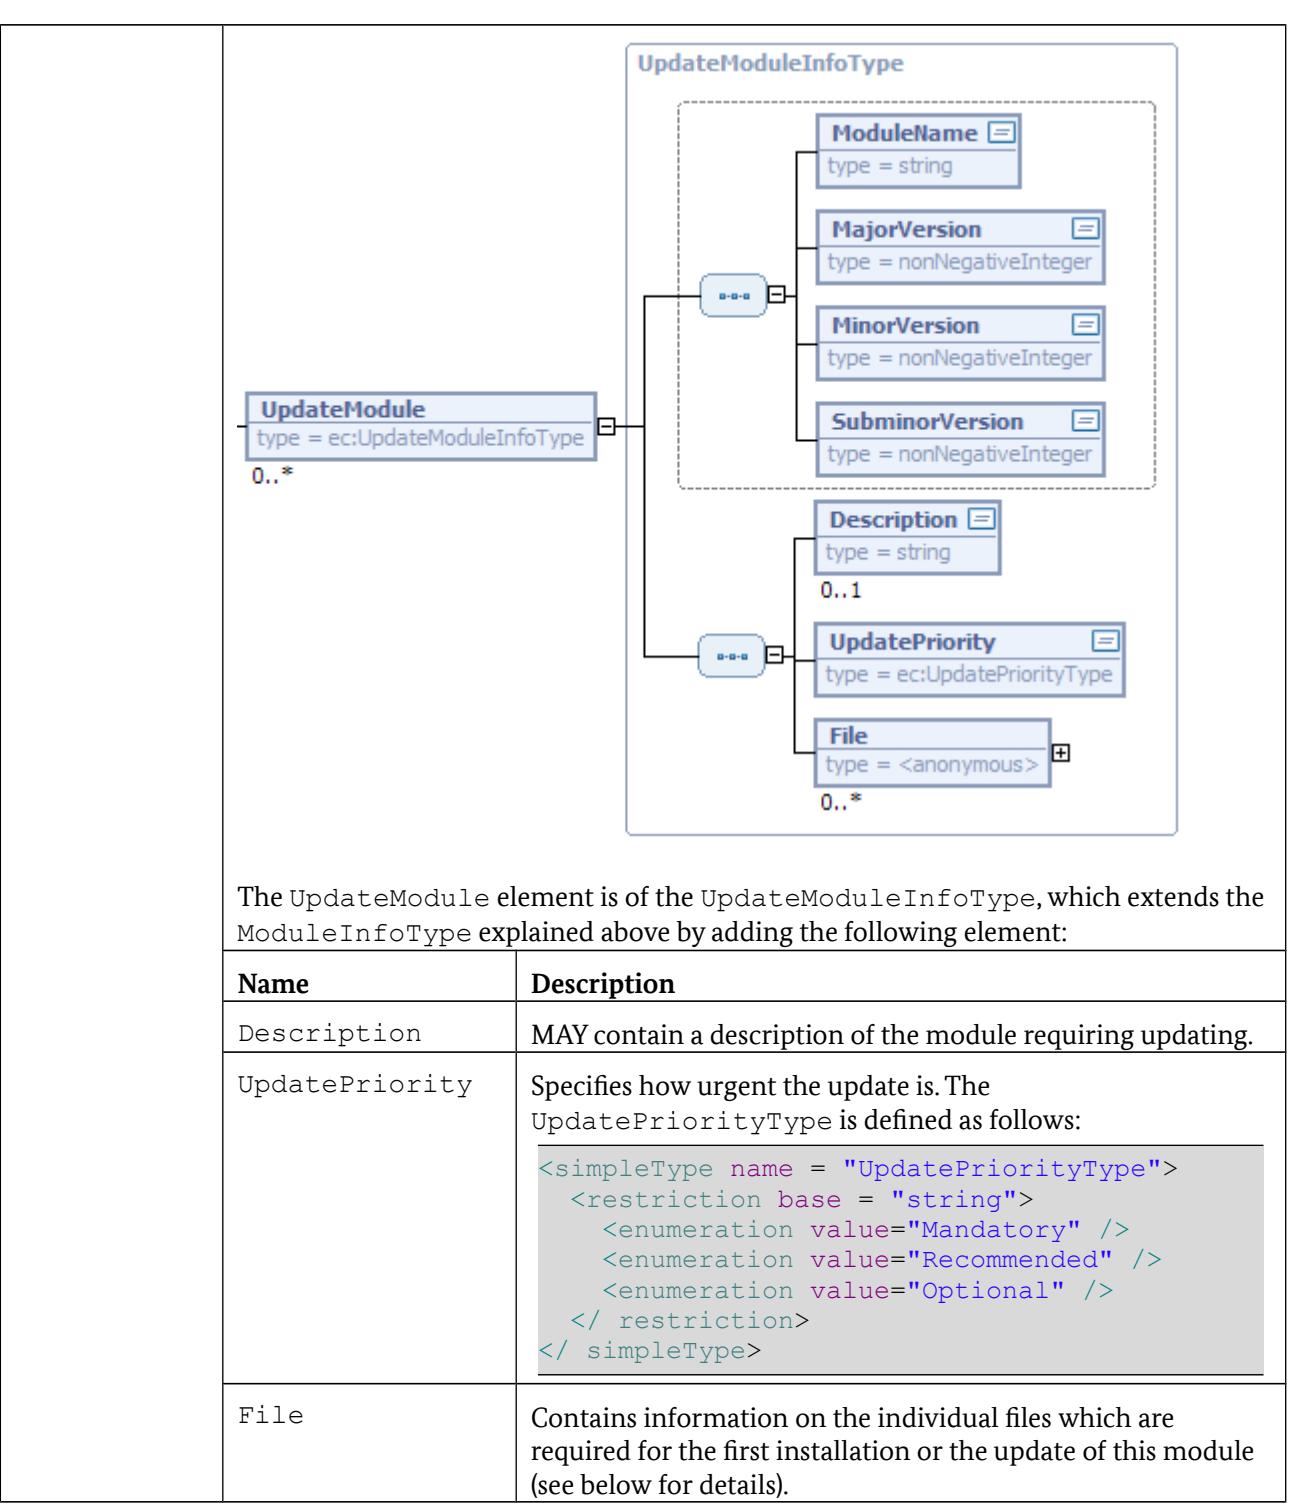 UpdateModuleInfoType
ModuleName
type = string
MajorVersion
type = nonNegativeInteger
MinorVersion
type = nonNegativeInteger
SubminorVersion
type = nonNegativeInteger
UpdateModule
type = ec:UpdateModuleInfoType
0..*
Description
type = string
0..1
UpdatePriority
type = ec:UpdatePriorityType
File
type = <anonymous>
0..*
The UpdateModule element is of the UpdateModuleInfoType, which extends the
ModuleInfoType explained above by adding the following element:
Name Description
Description MAY contain a description of the module requiring updating.
UpdatePriority Specifies how urgent the update is. The
UpdatePriorityType is defined as follows:
<simpleType name = "UpdatePriorityType">
<restriction base = "string">
<enumeration value="Mandatory" />
<enumeration value="Recommended" />
<enumeration value="Optional" />
</ restriction>
</ simpleType>
File Contains information on the individual files which are
required for the first installation or the update of this module
(see below for details).